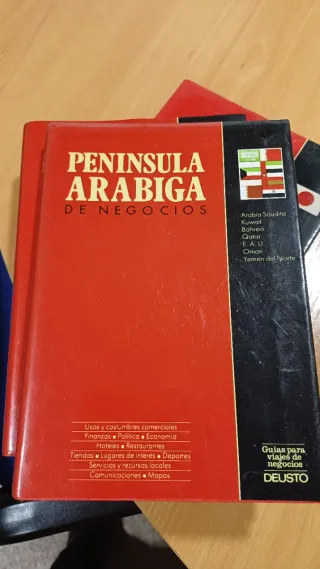 PENINSULA
ARABIGA
DE NEGOCIOS
Arabia Saudita
Kuwait
Bahrein
Qatar
E. A. U.
Oman
Yemen del Norte
Usos y costumbres comerciales
Finanzas • Política • Economía
Hoteles • Restaurantes
Tiendas • Lugares de interés • Deportes
Servicios y recursos locales
Comunicaciones • Mapas
Guías para
viajes de
negocios
DEUSTO